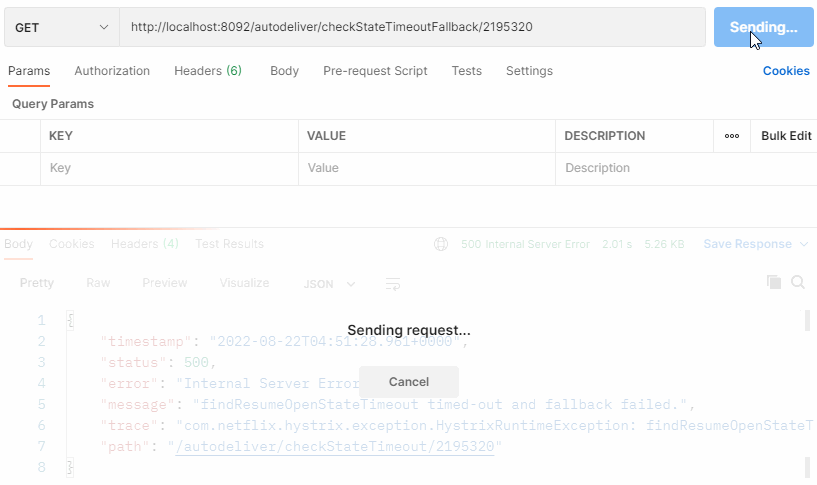 GET http://localhost:8092/autodeliver/checkStateTimeoutFallback/2195320 Sending...
Params Authorization Headers (6) Body Pre-request Script Tests Settings Cookies
Query Params
KEY VALUE DESCRIPTION ooo Bulk Edit
Key Value Description
Body Cookies Headers (4) Test Results 500 Internal Server Error 2.01 s 5.26 KB Save Response
Pretty Raw Preview Visualize JSON
1 {
Sending request...
2 "timestamp": "2022-08-22T04:51:28.961+0000",
3 "status": 500,
4 "error": "Internal Server Error
Cancel
5 "message": "findResumeOpenStateTimeout timed-out and fallback failed.",
6 "trace": "com.netflix.hystrix.exception.HystrixRuntimeException: findResumeOpenStateT
7 "path": "/autodeliver/checkStateTimeout/2195320"
8 }